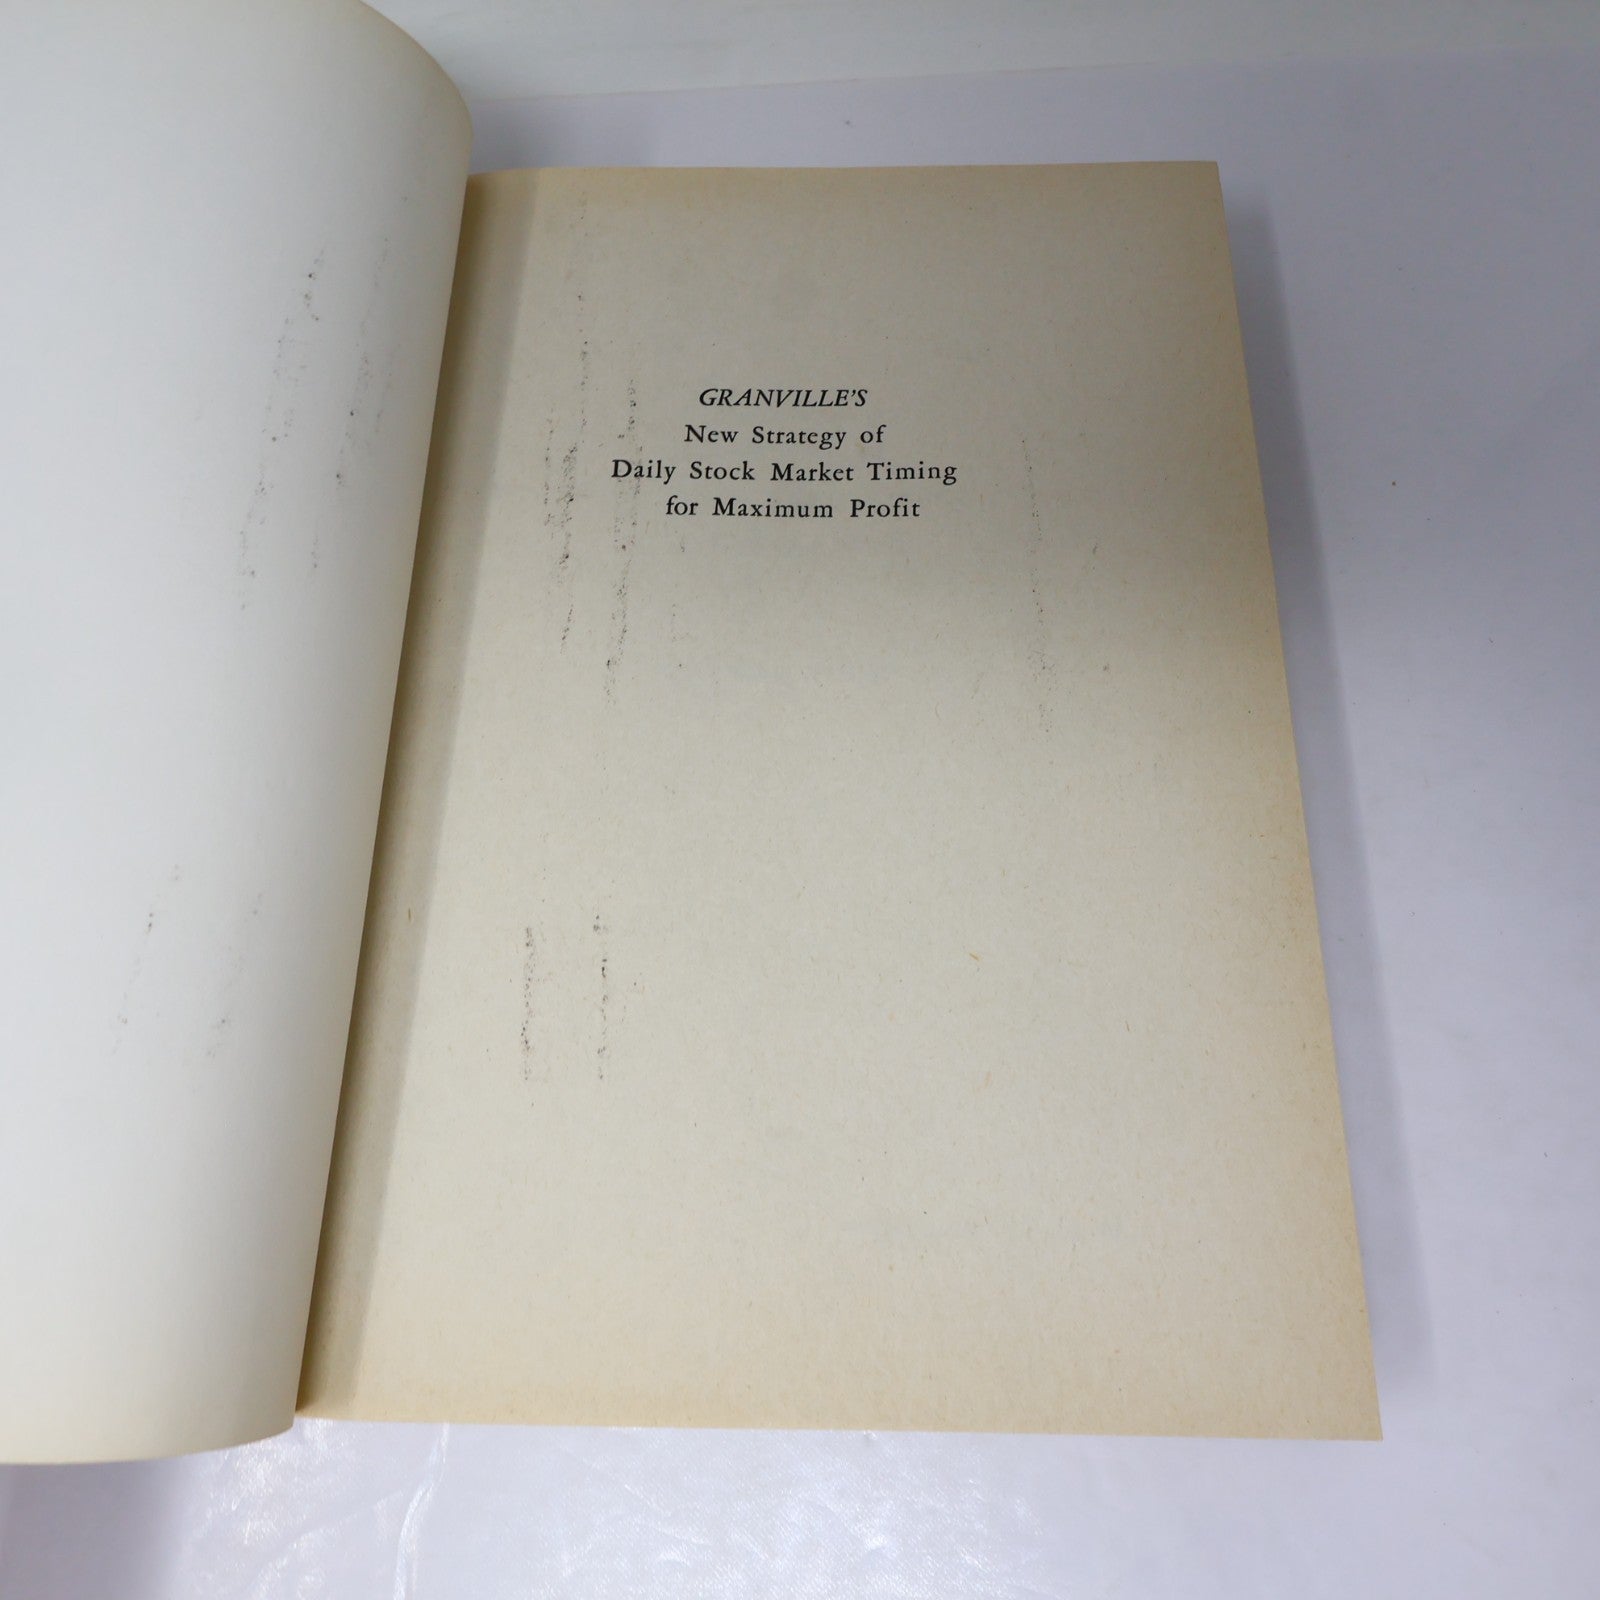 GRANVILLE'S
New Strategy of
Daily Stock Market Timing
for Maximum Profit